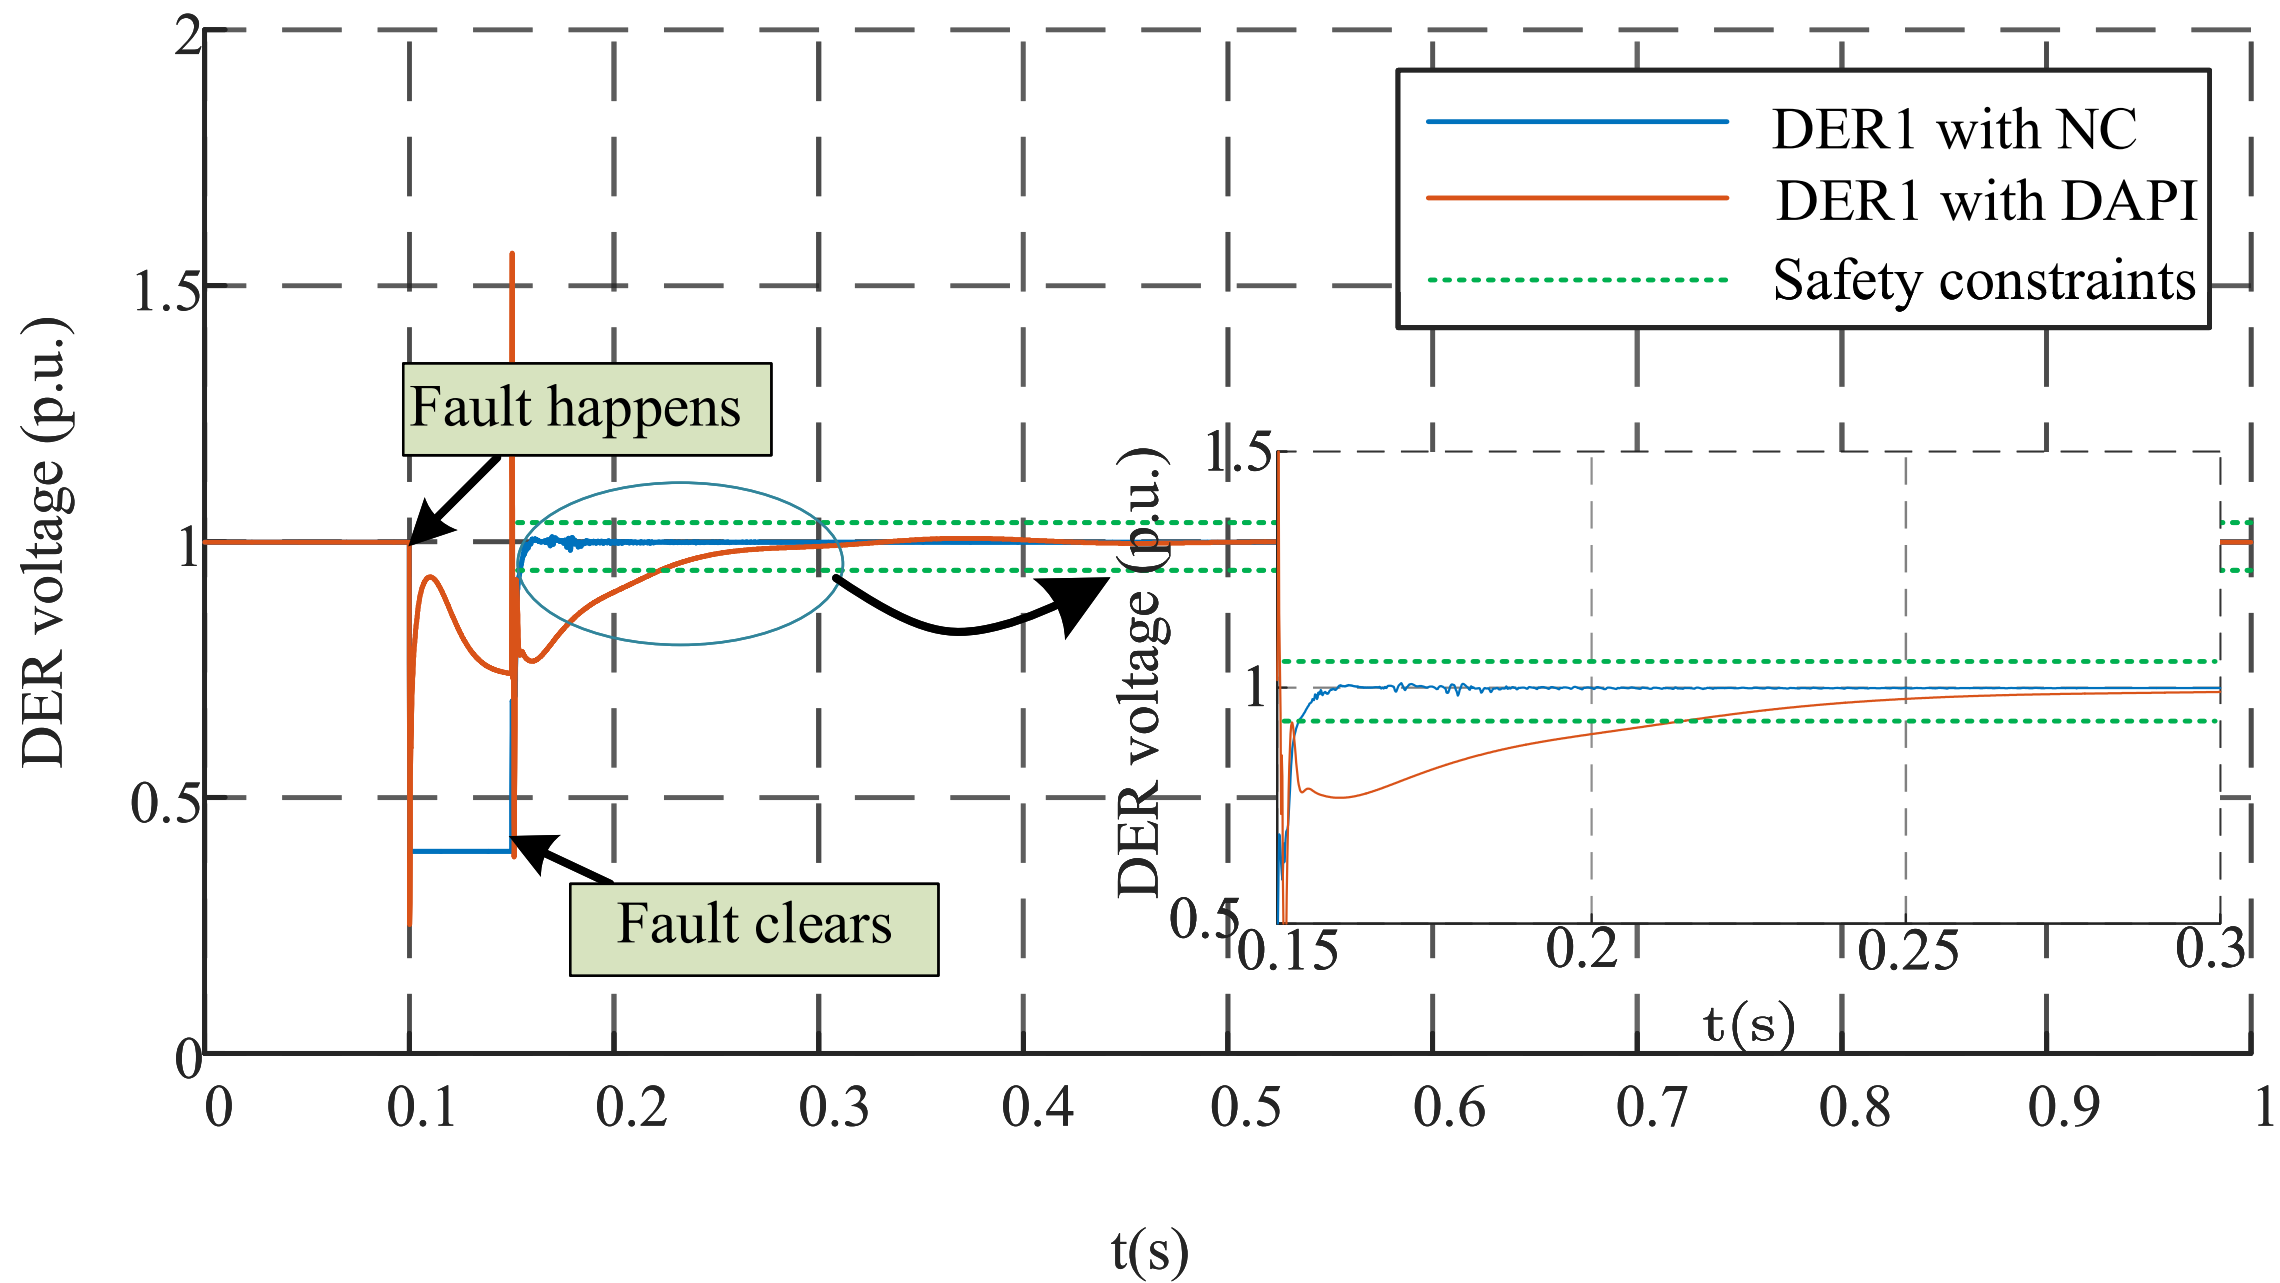 2
1.5
1
0.5
0
DER voltage (p.u.)
DER1 with NC
DER1 with DAPI
Safety constraints
Fault happens
Fault clears
1.5
1
0.5
DER voltage (p.u.)
0.15 0.2 0.25 0.3
t(s)
0 0.1 0.2 0.3 0.4 0.5 0.6 0.7 0.8 0.9 1
t(s)